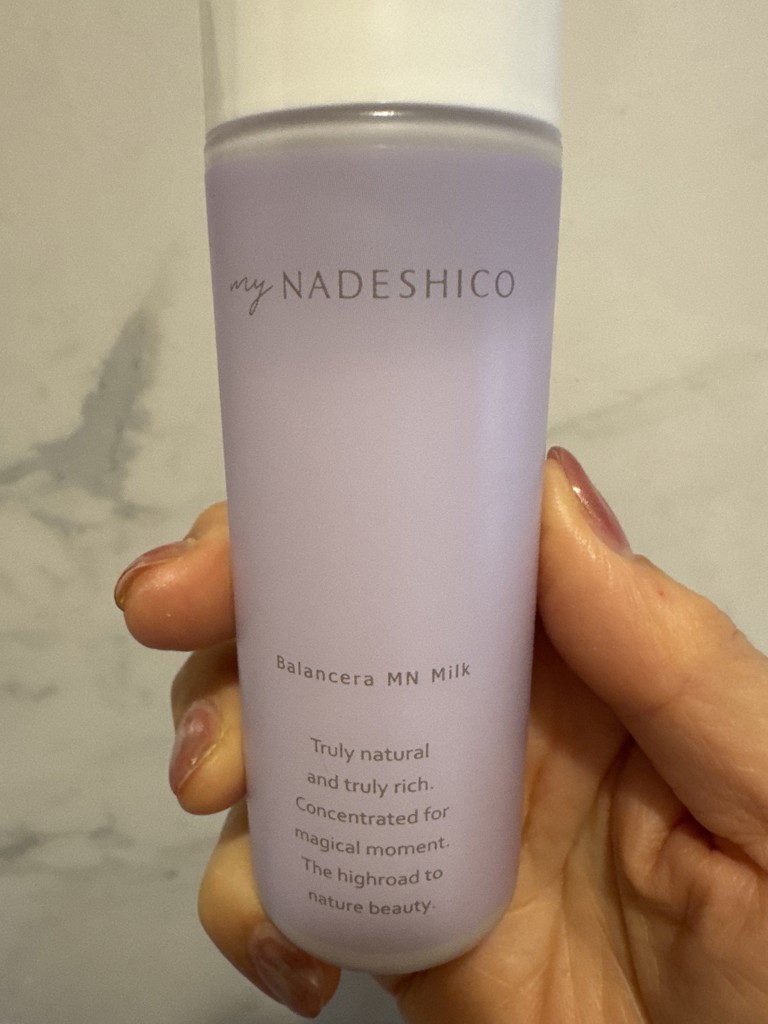 my NADESHICO
Balancera MN Milk
Truly natural
and truly rich.
Concentrated for
magical moment.
The highroad to
nature beauty.